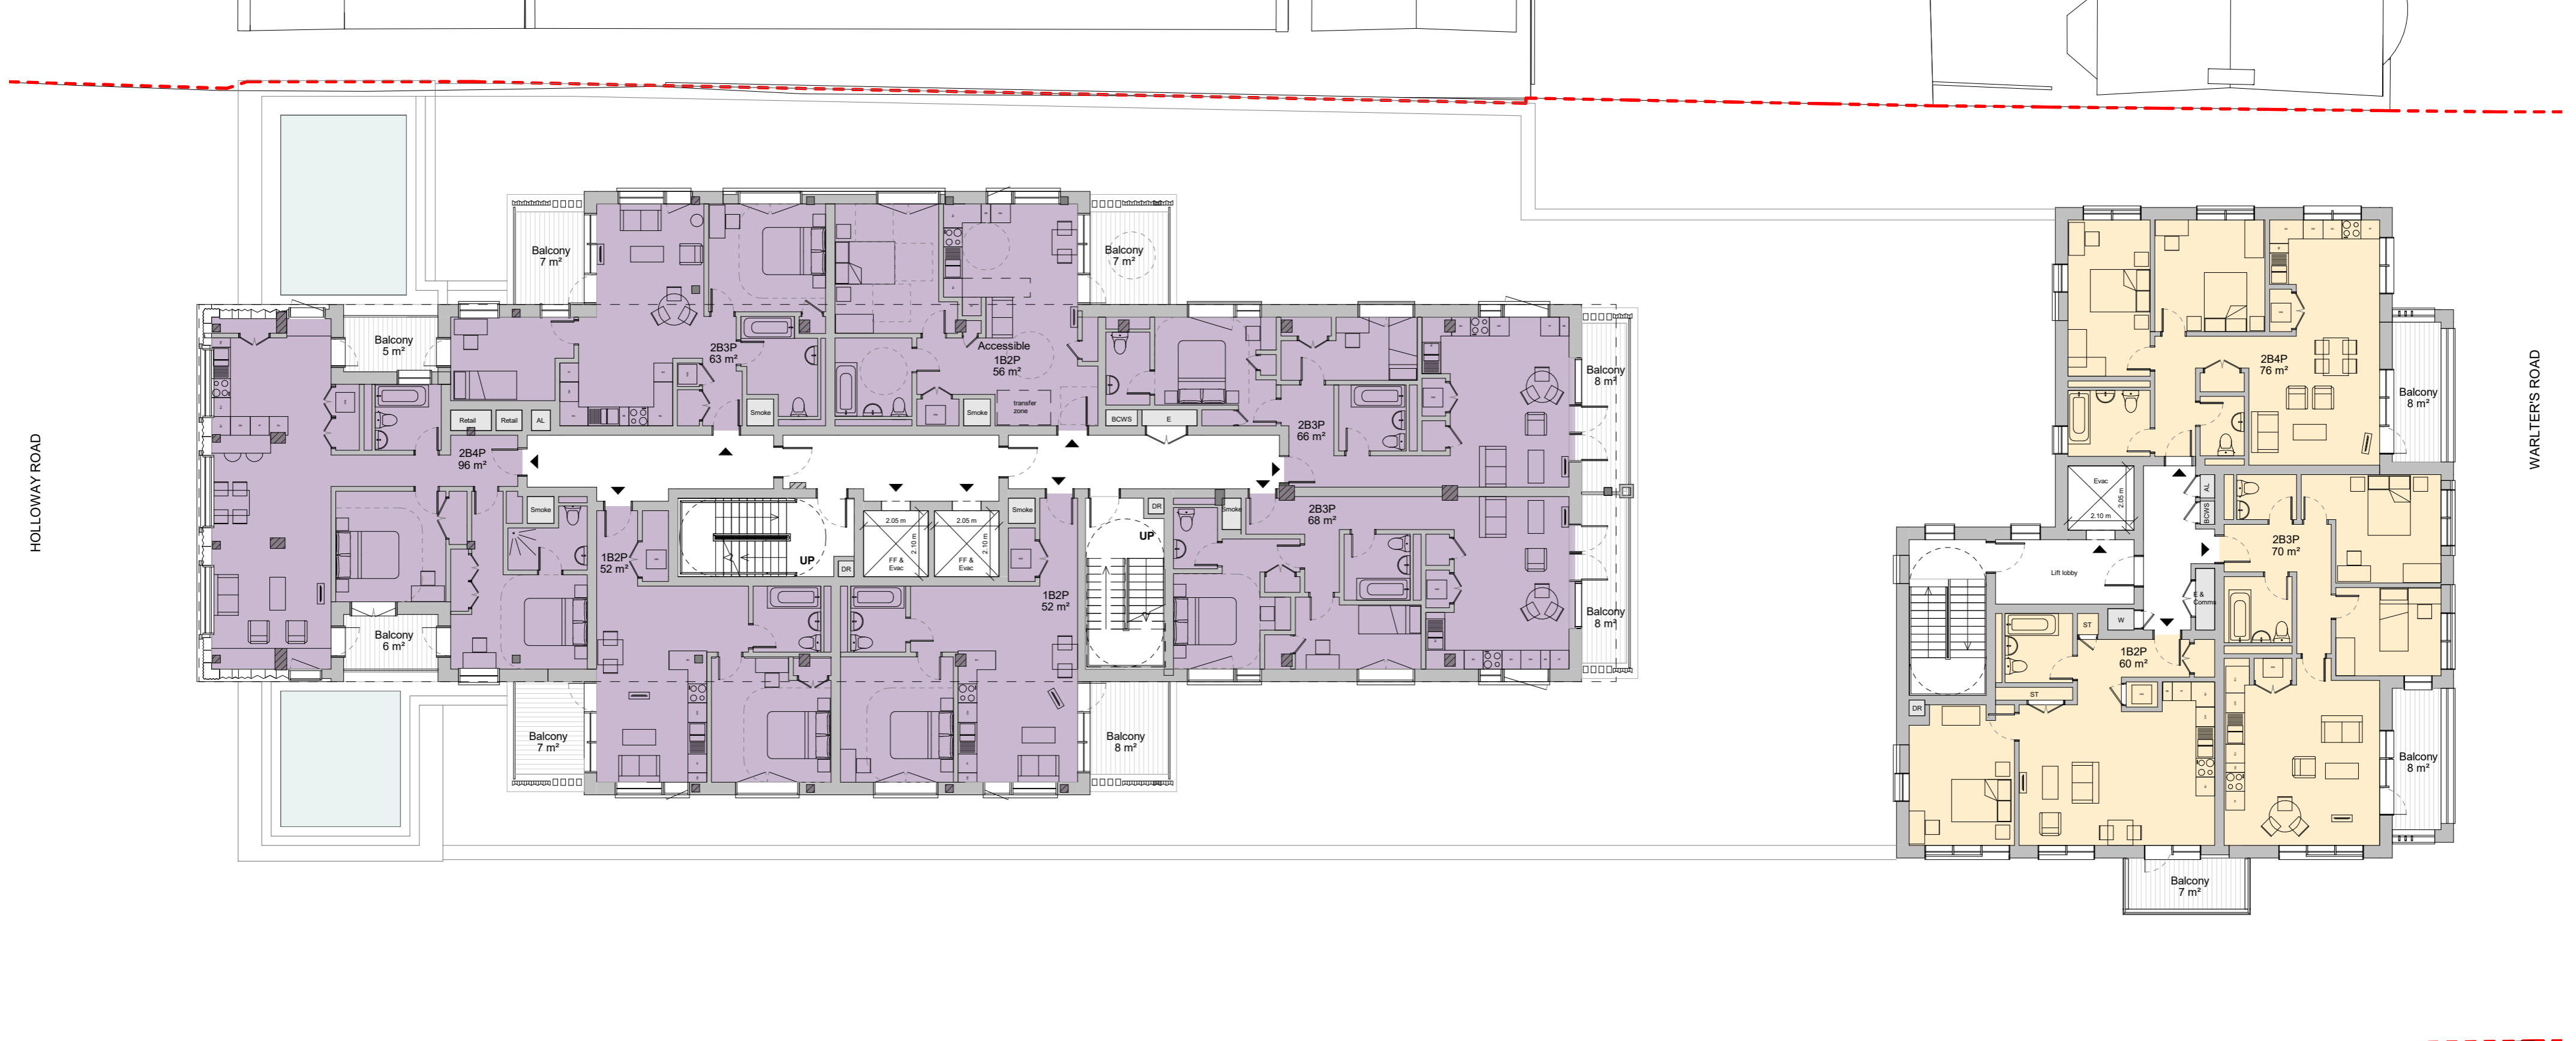 HOLLOWAY ROAD
Balcony
7 m²
Balcony
7 m²
Balcony
5 m²
2B3P
63 m²
Accessible
1B2P
56 m²
transfer
zone
Smoke
Smoke
Retail
Retail
AL
BCWS
E
2B4P
96 m²
2B3P
66 m²
Balcony
8 m²
Smoke
1B2P
52 m²
UP
DR
2.05 m
2.10 m
FF &
Evac
2.05 m
2.10 m
FF &
Evac
Smoke
1B2P
52 m²
UP
DR
Smoke
2B3P
68 m²
Balcony
8 m²
Balcony
6 m²
Balcony
7 m²
Balcony
8 m²
2B4P
76 m²
Balcony
8 m²
Evac
2.05 m
2.10 m
AL
BCWS
2B3P
70 m²
Lift lobby
E &
Comms
W
ST
1B2P
60 m²
ST
DR
Balcony
8 m²
Balcony
7 m²
WARLTER'S ROAD